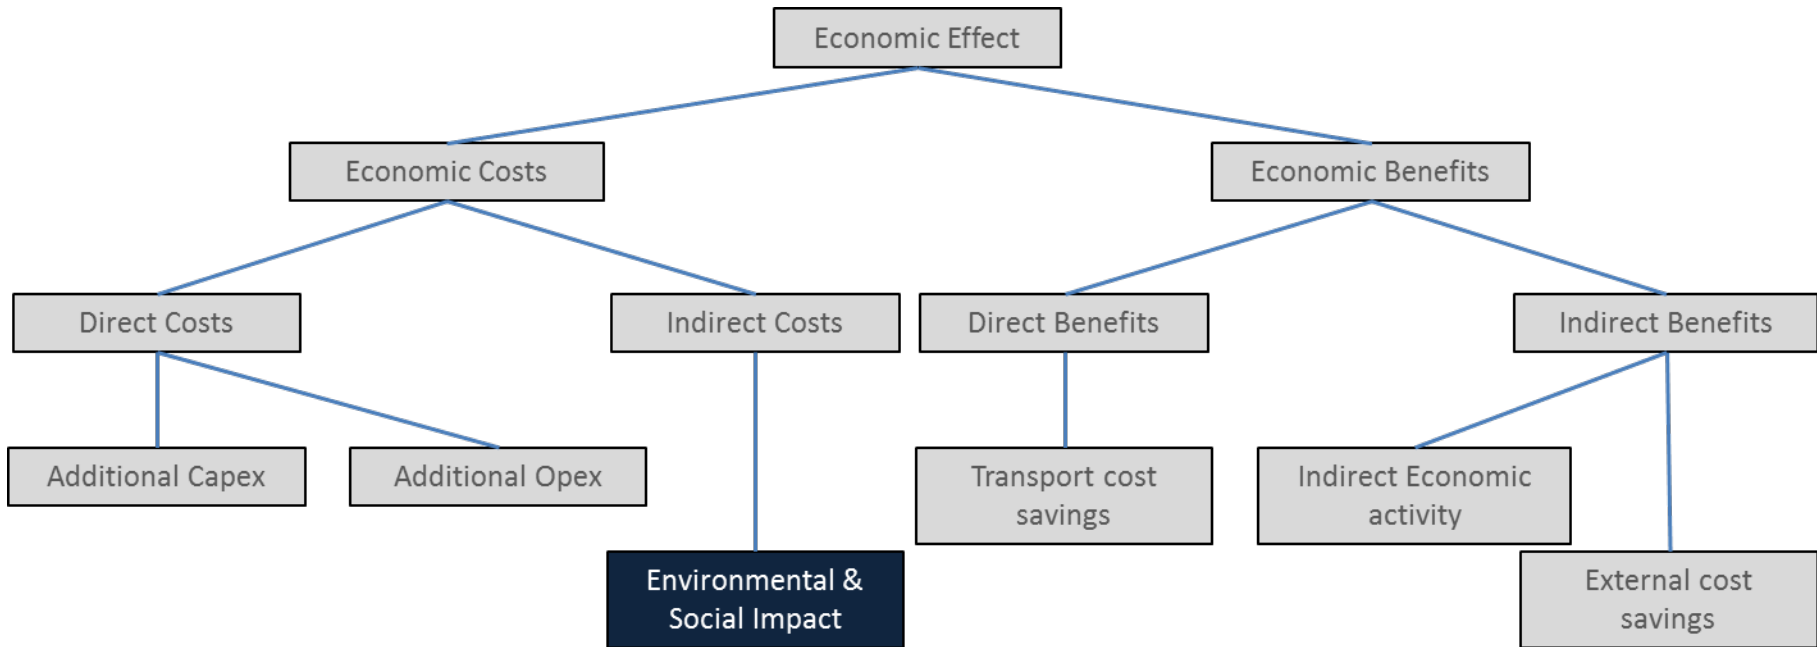 Economic Effect
Economic Costs
Economic Benefits
Direct Costs
Indirect Costs
Direct Benefits
Indirect Benefits
Additional Capex
Additional Opex
Transport cost
savings
Indirect Economic
activity
Environmental &
Social Impact
External cost
savings